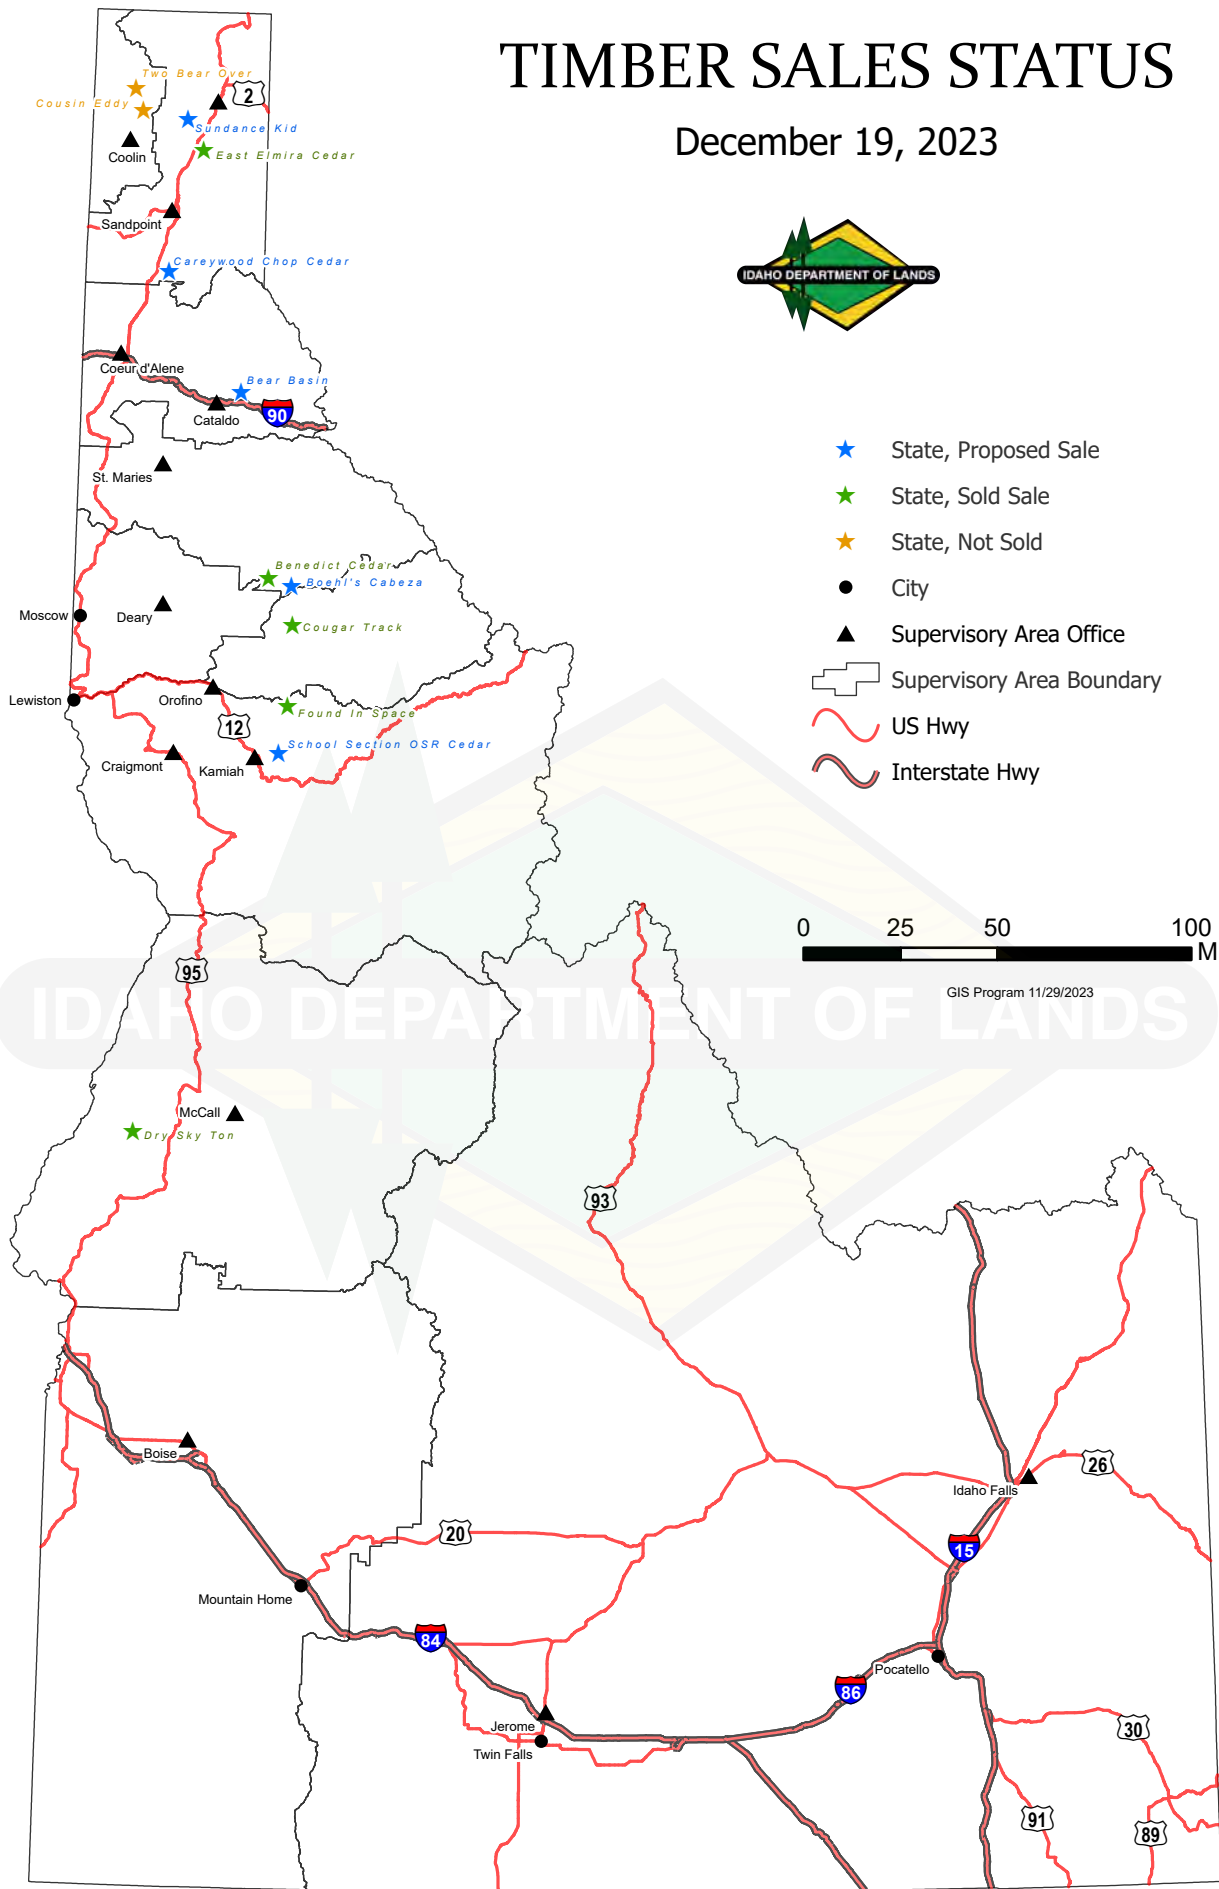 TIMBER SALES STATUS
December 19, 2023
IDAHO DEPARTMENT OF LANDS
State, Proposed Sale
State, Sold Sale
State, Not Sold
City
Supervisory Area Office
Supervisory Area Boundary
US Hwy
Interstate Hwy
0 25 50 100
M
GIS Program 11/29/2023
IDAHO DEPARTMENT OF LANDS
Two Bear Over
2
Cousin Eddy
Sundance Kid
Coolin
East Elmira Cedar
Sandpoint
Careywood Chop Cedar
Coeur d'Alene
Bear Basin
90
Cataldo
St. Maries
Benedict Cedar
Boehl's Cabeza
Moscow
Deary
Cougar Track
Lewiston
Orofino
Found In Space
12
School Section OSR Cedar
Craigmont
Kamiah
95
McCall
Dry Sky Ton
93
Boise
26
Idaho Falls
20
15
Mountain Home
84
Pocatello
86
Jerome
30
Twin Falls
91
89